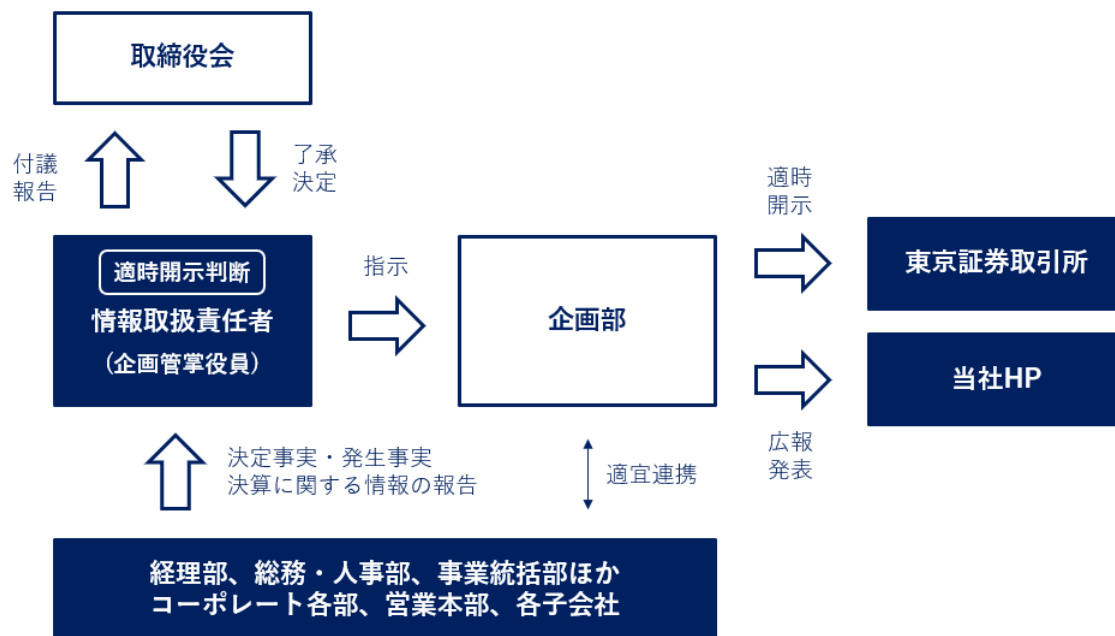 取締役会
付議
報告
了承
決定
適時開示判断
情報取扱責任者
(企画管掌役員)
指示
企画部
適時
開示
東京証券取引所
当社HP
広報
発表
決定事実・発生事実
決算に関する情報の報告
適宜連携
経理部、総務・人事部、事業統括部ほか
コーポレート各部、営業本部、各子会社